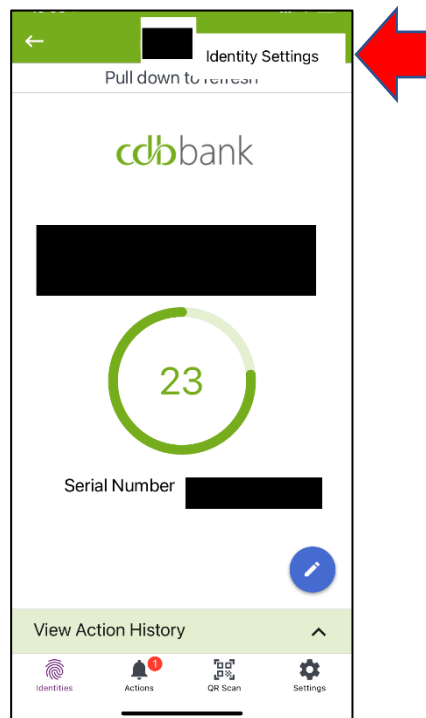 Identity Settings
Pull down to refresh
cdbbank
23
Serial Number
View Action History
1
Identities Actions QR Scan Settings